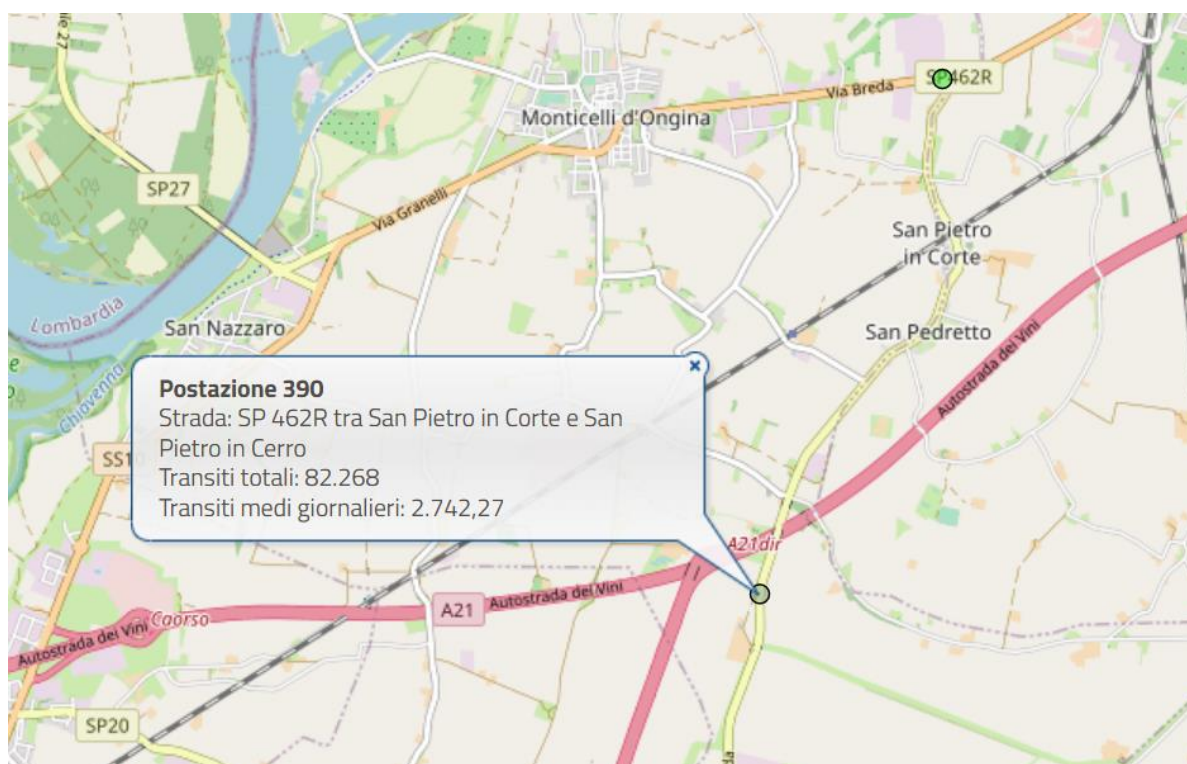 27
SP462R
Via Breda
Monticelli d'Ongina
SP27
Via Granelli
San Pietro
in Corte
Lombardia
San Nazzaro
San Pedretto
Autostrada dei Vini
Chiavenna
Postazione 390
Strada: SP 462R tra San Pietro in Corte e San
Pietro in Cerro
Transiti totali: 82.268
Transiti medi giornalieri: 2.742,27
SS10
A21dir
A21
Autostrada dei Vini
Caorso
Autostrada dei Vini
SP20